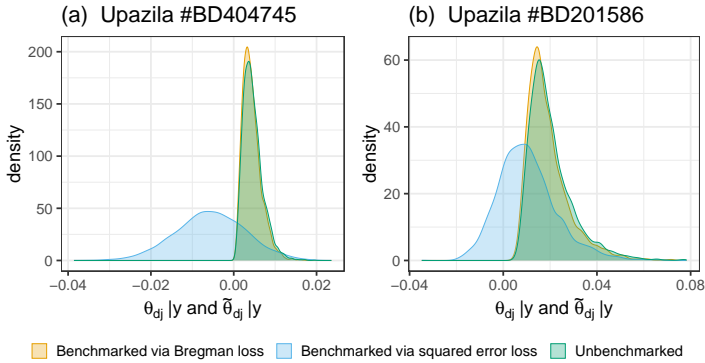 (a) Upazila #BD404745
(b) Upazila #BD201586
density
200
150
100
50
0
−0.04
−0.02
0.00
0.02
θdj |y and θ̃dj |y
density
60
40
20
0
−0.04
0.00
0.04
0.08
θdj |y and θ̃dj |y
Benchmarked via Bregman loss
Benchmarked via squared error loss
Unbenchmarked